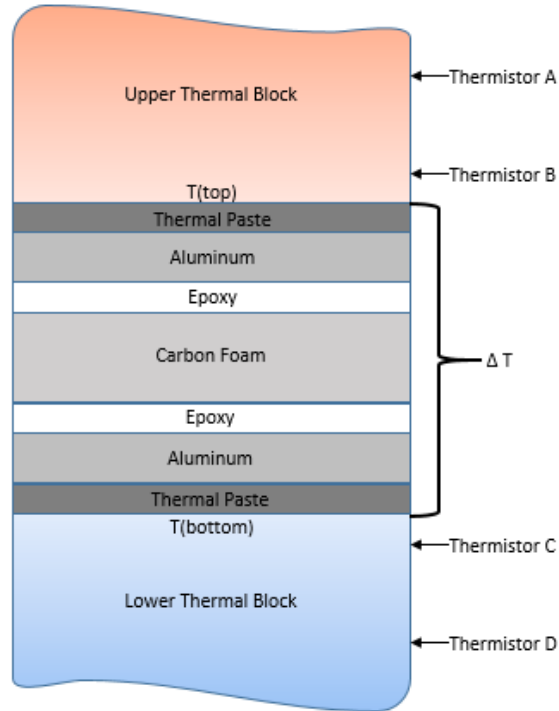 Upper Thermal Block
Thermistor A
Thermistor B
T(top)
Thermal Paste
Aluminum
Epoxy
Carbon Foam
Δ T
Epoxy
Aluminum
Thermal Paste
T(bottom)
Thermistor C
Lower Thermal Block
Thermistor D